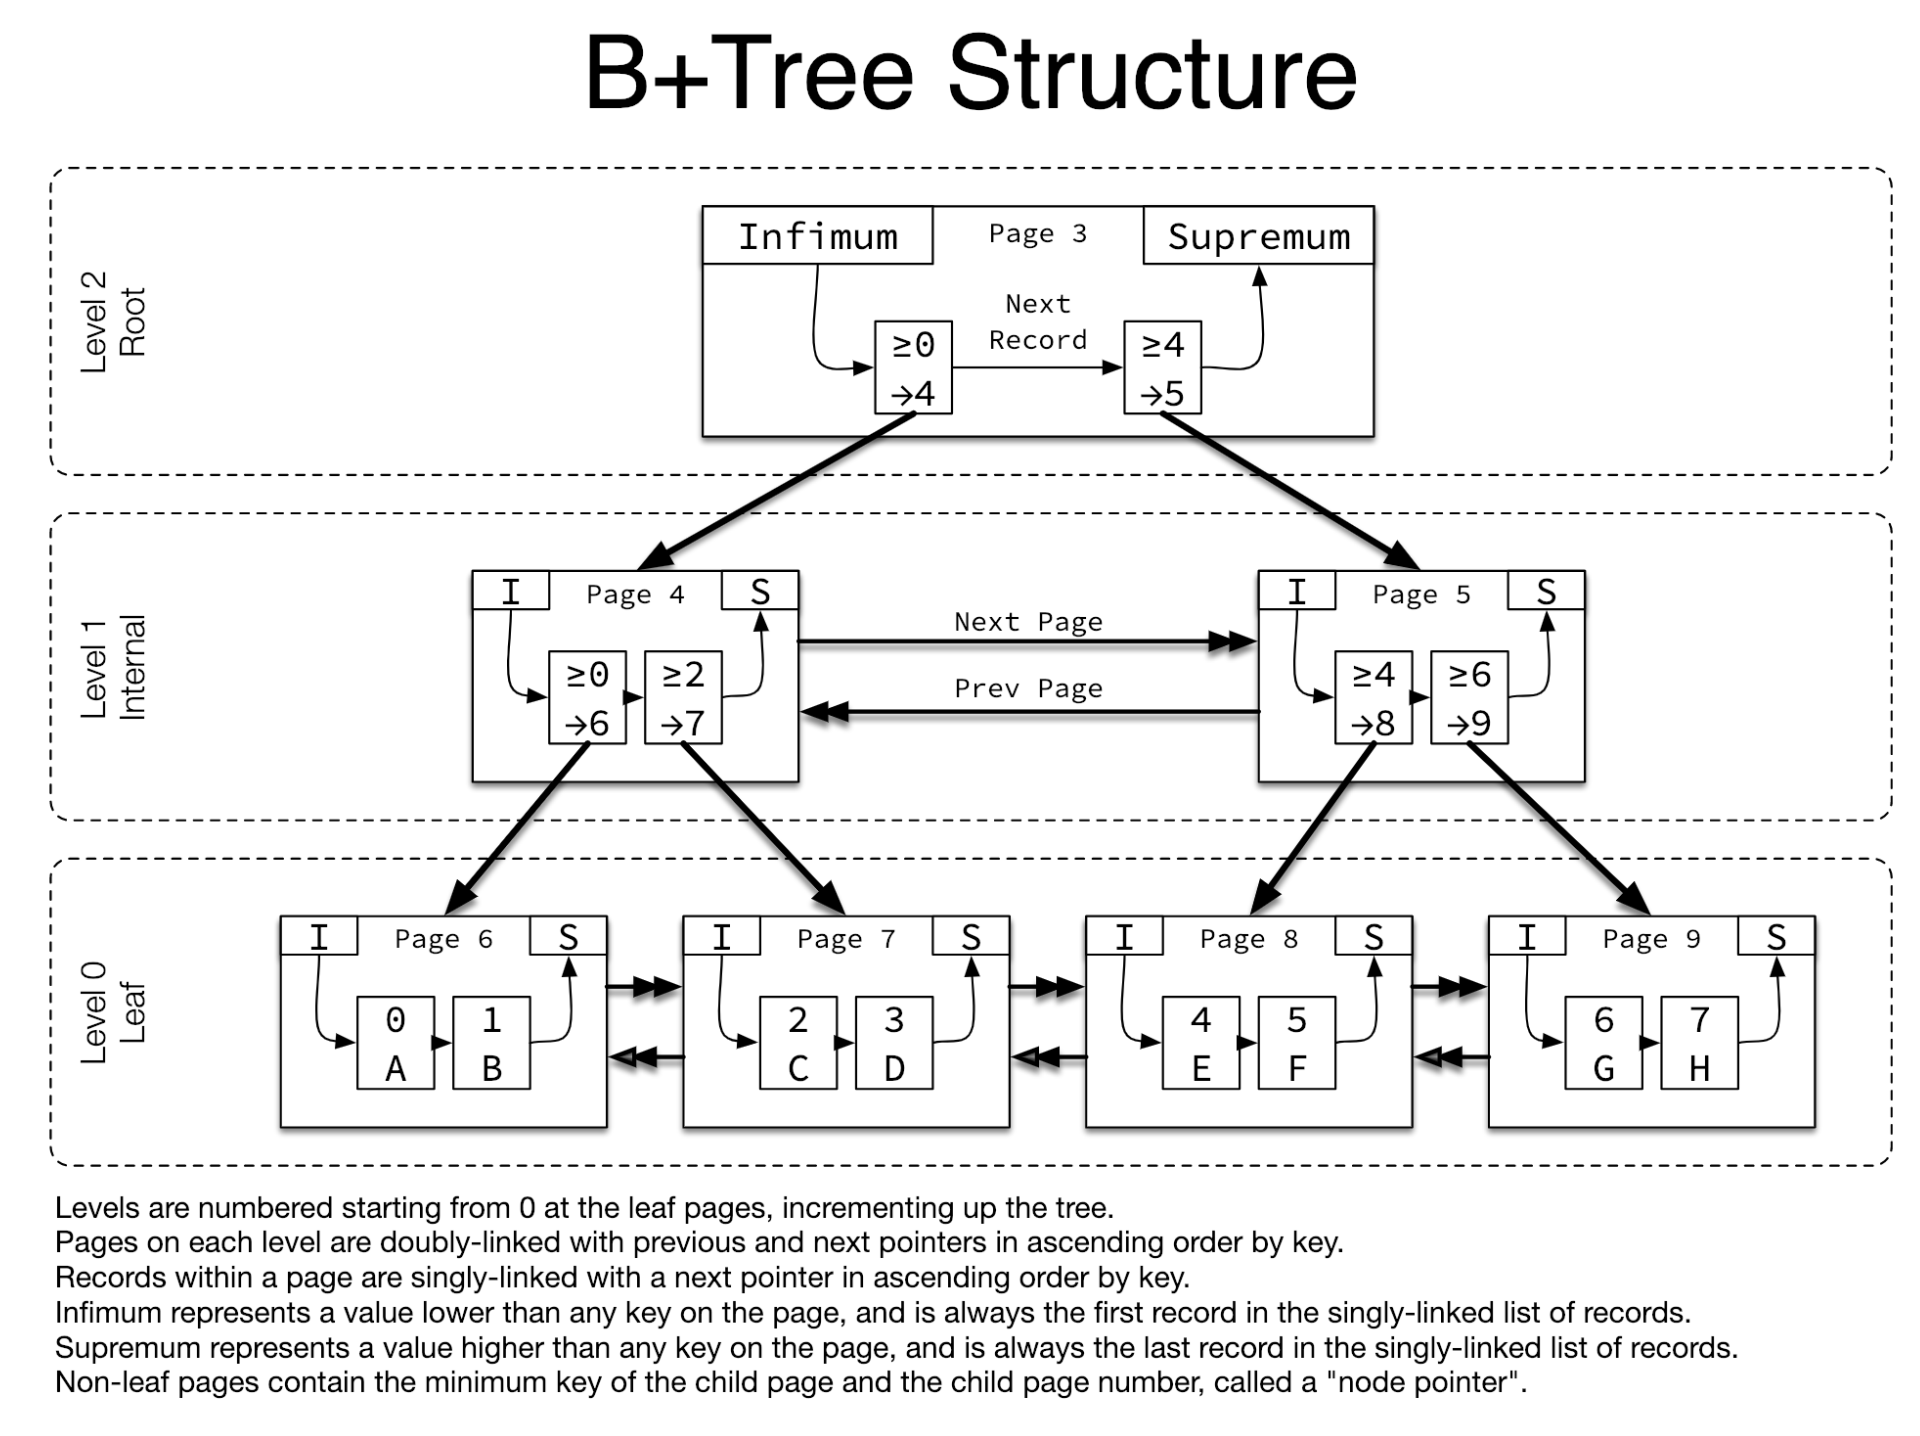 B+Tree Structure
Level 2
Root
Infimum
Page 3
Supremum
Next
Record
≥0
→4
≥4
→5
Level 1
Internal
I
Page 4
S
≥0
→6
≥2
→7
Next Page
Prev Page
I
Page 5
S
≥4
→8
≥6
→9
Level 0
Leaf
I
Page 6
S
0
A
1
B
I
Page 7
S
2
C
3
D
I
Page 8
S
4
E
5
F
I
Page 9
S
6
G
7
H
Levels are numbered starting from 0 at the leaf pages, incrementing up the tree.
Pages on each level are doubly-linked with previous and next pointers in ascending order by key.
Records within a page are singly-linked with a next pointer in ascending order by key.
Infimum represents a value lower than any key on the page, and is always the first record in the singly-linked list of records.
Supremum represents a value higher than any key on the page, and is always the last record in the singly-linked list of records.
Non-leaf pages contain the minimum key of the child page and the child page number, called a "node pointer".